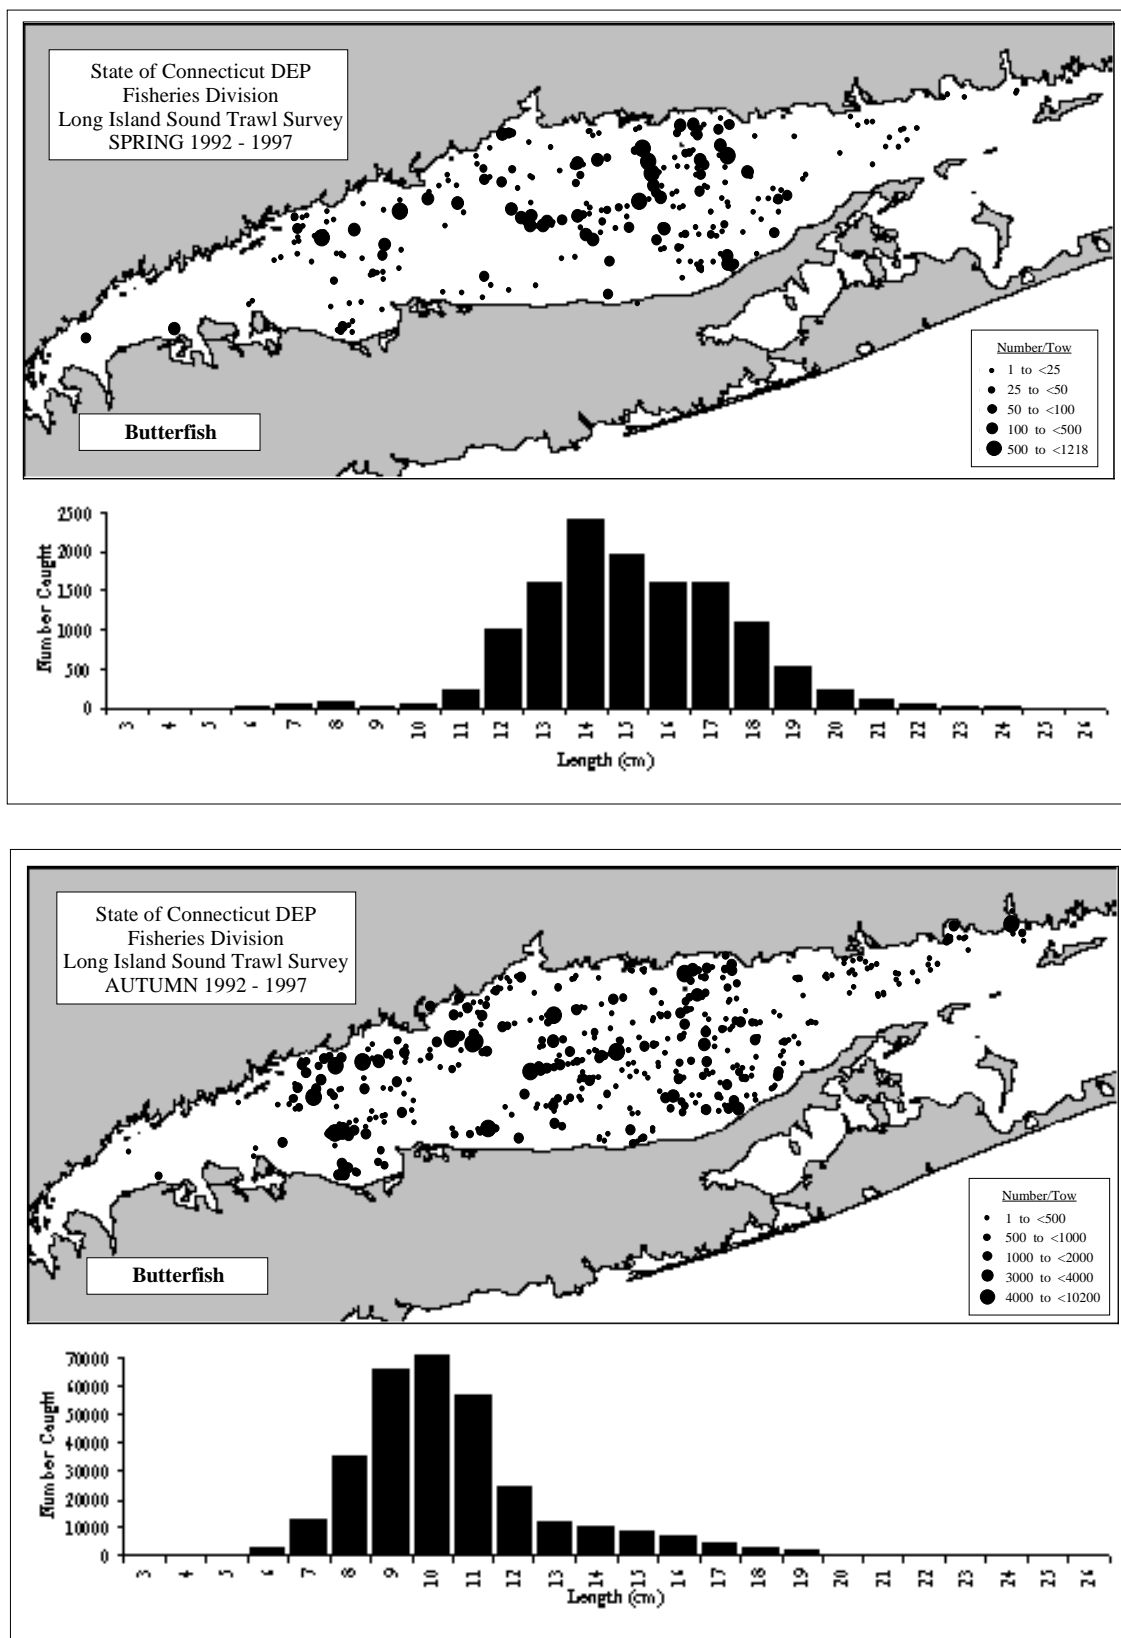 State of Connecticut DEP
Fisheries Division
Long Island Sound Trawl Survey
SPRING 1992 - 1997
Butterfish
Number/Tow
1 to <25
25 to <50
50 to <100
100 to <500
500 to <1218
Number Caught
2500
2000
1500
1000
500
0
3 4 5 6 7 8 9 10 11 12 13 14 15 16 17 18 19 20 21 22 23 24 25 26
Length (cm)
State of Connecticut DEP
Fisheries Division
Long Island Sound Trawl Survey
AUTUMN 1992 - 1997
Butterfish
Number/Tow
1 to <500
500 to <1000
1000 to <2000
3000 to <4000
4000 to <10200
Number Caught
70000
60000
50000
40000
30000
20000
10000
0
3 4 5 6 7 8 9 10 11 12 13 14 15 16 17 18 19 20 21 22 23 24 25 26
Length (cm)